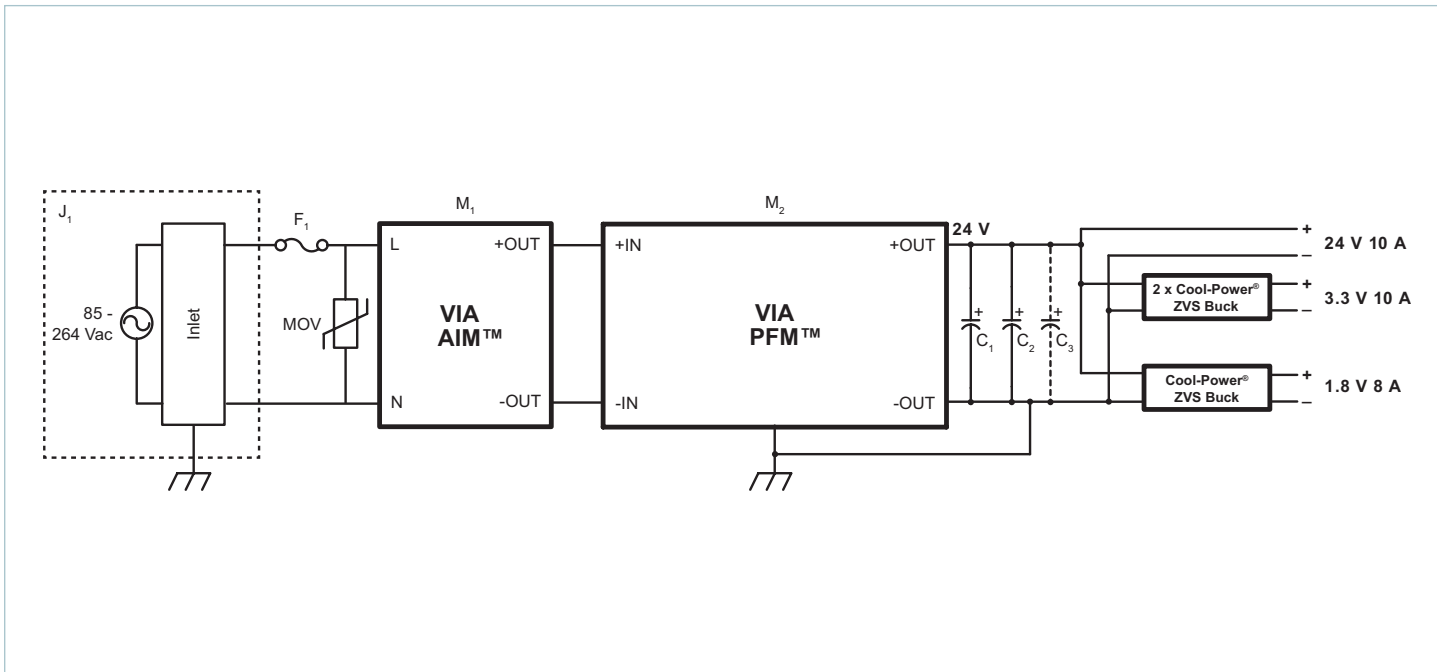 J1
85 -
264 Vac
Inlet
F1
MOV
M1
L
+OUT
VIA
AIM™
N
-OUT
M2
+IN
+OUT
VIA
PFM™
-IN
-OUT
24 V
+
C1
+
C2
+
C3
+
24 V 10 A
–
2 x Cool-Power®
ZVS Buck
+
3.3 V 10 A
–
Cool-Power®
ZVS Buck
+
1.8 V 8 A
–